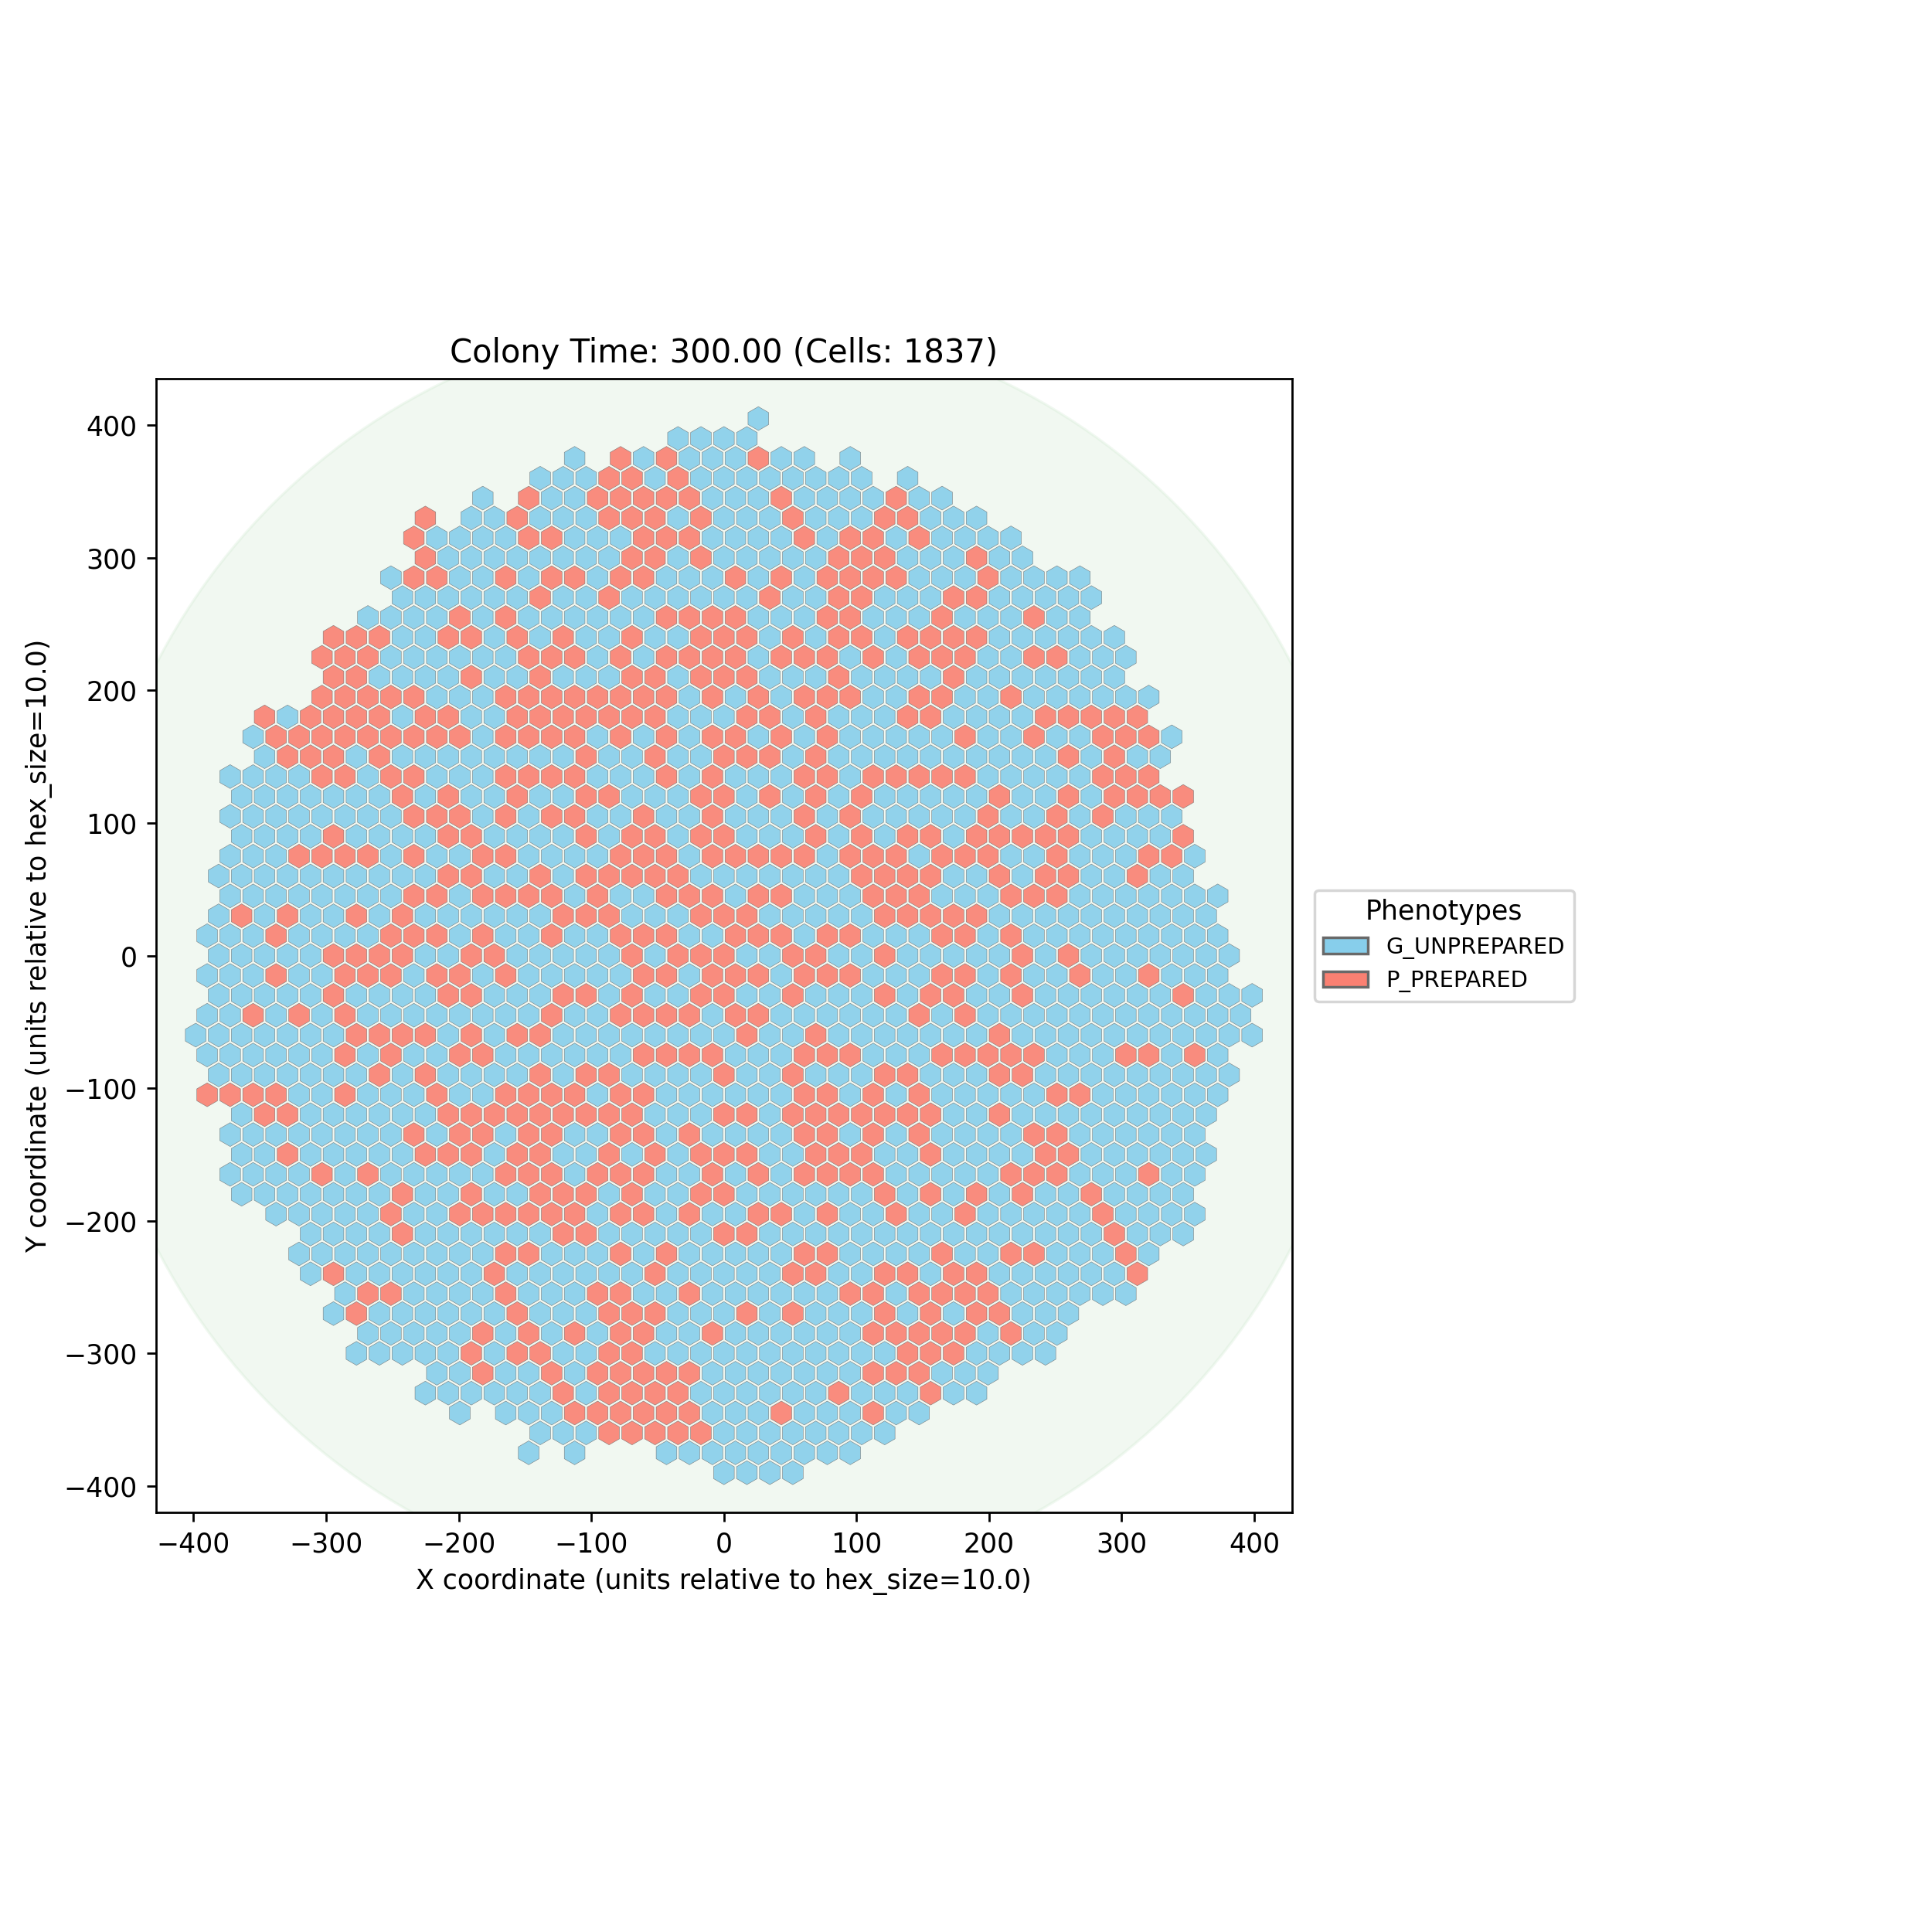 Colony Time: 300.00 (Cells: 1837)
Y coordinate (units relative to hex_size=10.0)
400
300
200
100
0
−100
−200
−300
−400
−400 −300 −200 −100 0 100 200 300 400
X coordinate (units relative to hex_size=10.0)
Phenotypes
G_UNPREPARED
P_PREPARED